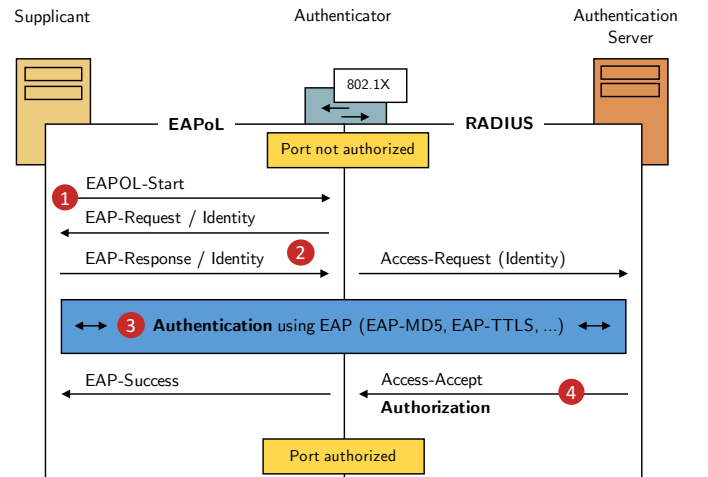 Supplicant
Authenticator
Authentication
Server
802.1X
EAPoL
RADIUS
Port not authorized
1
EAPOL-Start
EAP-Request / Identity
2
EAP-Response / Identity
Access-Request (Identity)
3
Authentication using EAP (EAP-MD5, EAP-TTLS, ...)
EAP-Success
Access-Accept
4
Authorization
Port authorized